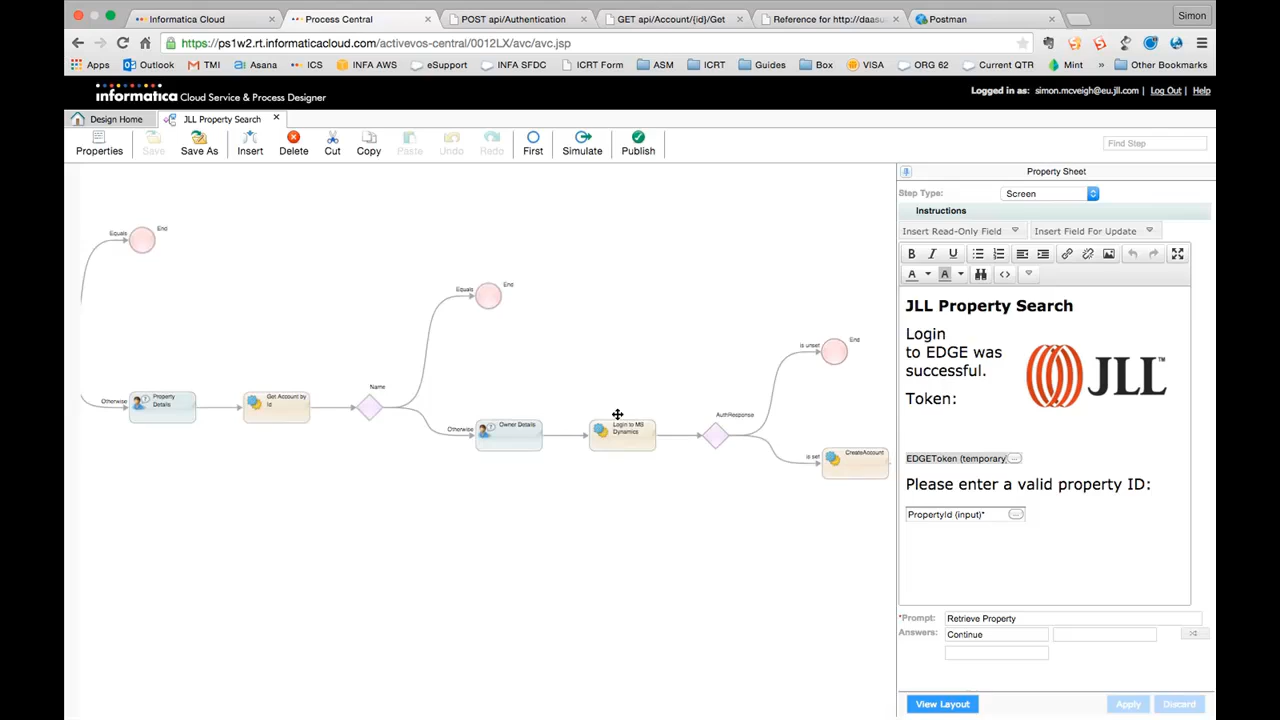 Informatica Cloud
Process Central
POST api/Authentication
GET api/Account/{id}/Get
Reference for http://daasu
Postman
Simon
https://ps1w2.rt.informaticacloud.com/activevos-central/0012LX/avc/avc.jsp
Apps
Outlook
TMI
Asana
ICS
INFA AWS
eSupport
INFA SFDC
ICRT Form
ASM
ICRT
Guides
Box
VISA
ORG 62
Current QTR
Mint
»
Other Bookmarks
informatica Cloud Service & Process Designer
Logged in as: simon.mcveigh@eu.jll.com | Log Out | Help
Design Home
JLL Property Search
Properties
Save
Save As
Insert
Delete
Cut
Copy
Paste
Undo
Redo
First
Simulate
Publish
Find Step
Property Sheet
Step Type:
Screen
Instructions
Insert Read-Only Field
Insert Field For Update
B I U
A A
JLL Property Search
Login
to EDGE was
successful.
JLL™
Token:
EDGEToken (temporary
Please enter a valid property ID:
PropertyId (input)*
*Prompt:
Retrieve Property
Answers:
Continue
View Layout
Apply
Discard
Equals
End
Equals
End
is unset
End
Otherwise
Property
Details
Get Account by
Id
Name
Otherwise
Owner Details
Login to MS
Dynamics
AuthResponse
is set
CreateAccount